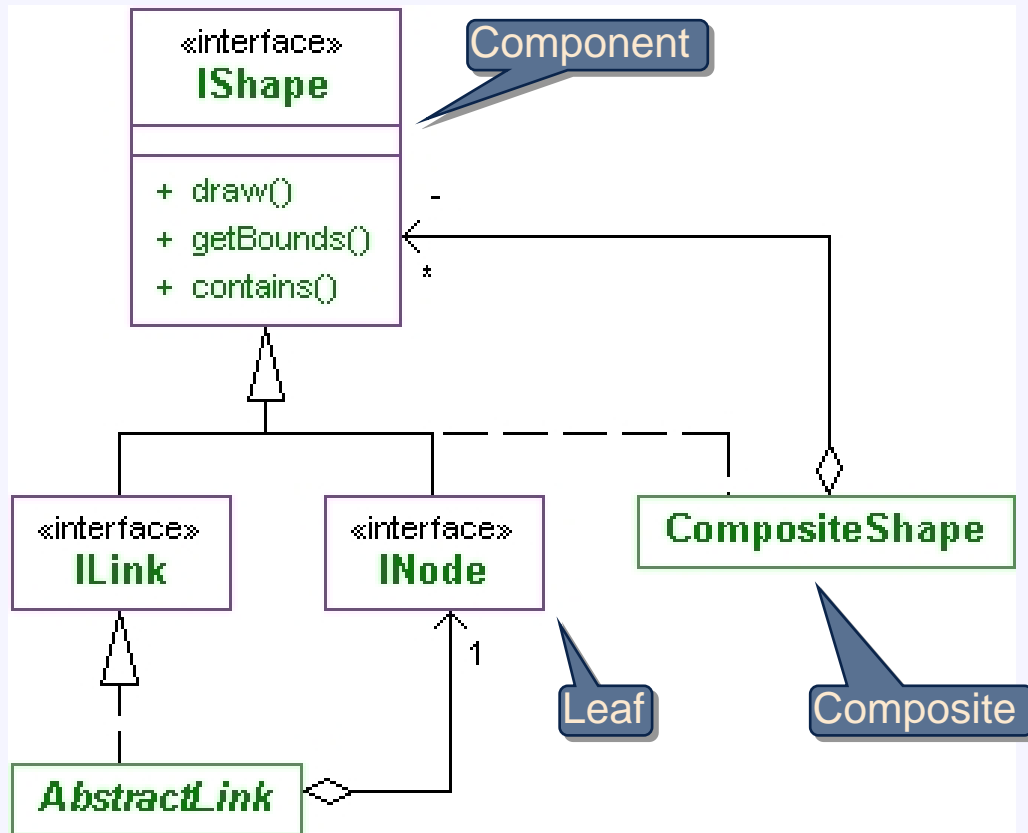 «interface»
IShape
Component
+ draw()
+ getBounds()
+ contains()
-
*
«interface»
ILink
«interface»
INode
CompositeShape
1
Leaf
Composite
AbstractLink